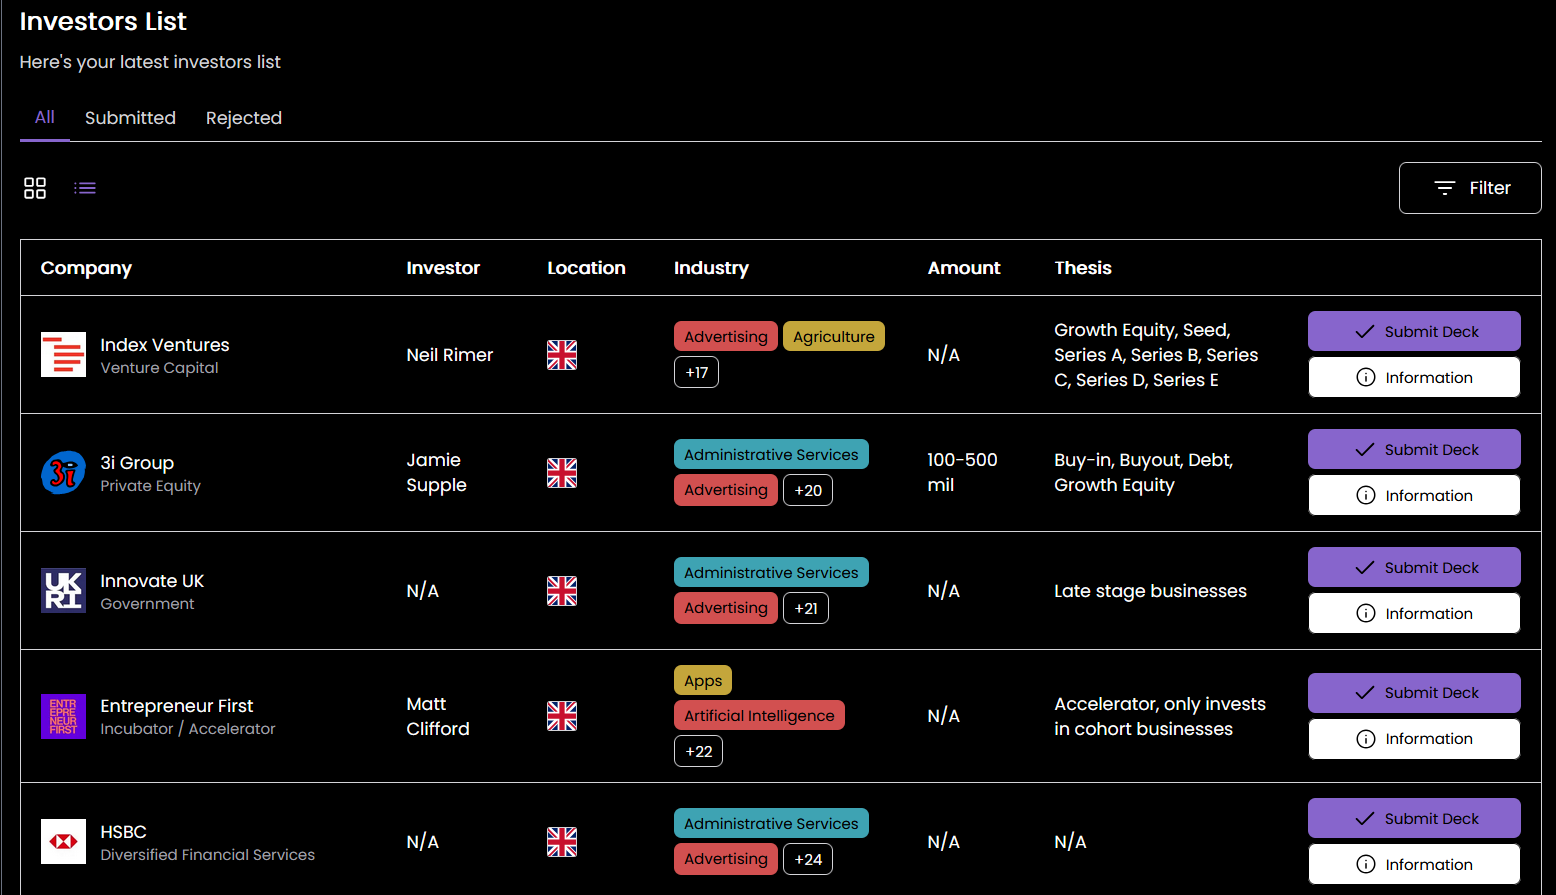 Investors List
Here's your latest investors list
All Submitted Rejected
Filter
Company Investor Location Industry Amount Thesis
Index Ventures
Venture Capital
Neil Rimer
Advertising Agriculture
+17
N/A
Growth Equity, Seed,
Series A, Series B, Series
C, Series D, Series E
Submit Deck
Information
3i
3i Group
Private Equity
Jamie
Supple
Administrative Services
Advertising +20
100-500
mil
Buy-in, Buyout, Debt,
Growth Equity
Submit Deck
Information
UK
RI
Innovate UK
Government
N/A
Administrative Services
Advertising +21
N/A
Late stage businesses
Submit Deck
Information
ENTR
EPRE
NEUR
FIRST
Entrepreneur First
Incubator / Accelerator
Matt
Clifford
Apps
Artificial Intelligence
+22
N/A
Accelerator, only invests
in cohort businesses
Submit Deck
Information
HSBC
Diversified Financial Services
N/A
Administrative Services
Advertising +24
N/A
N/A
Submit Deck
Information